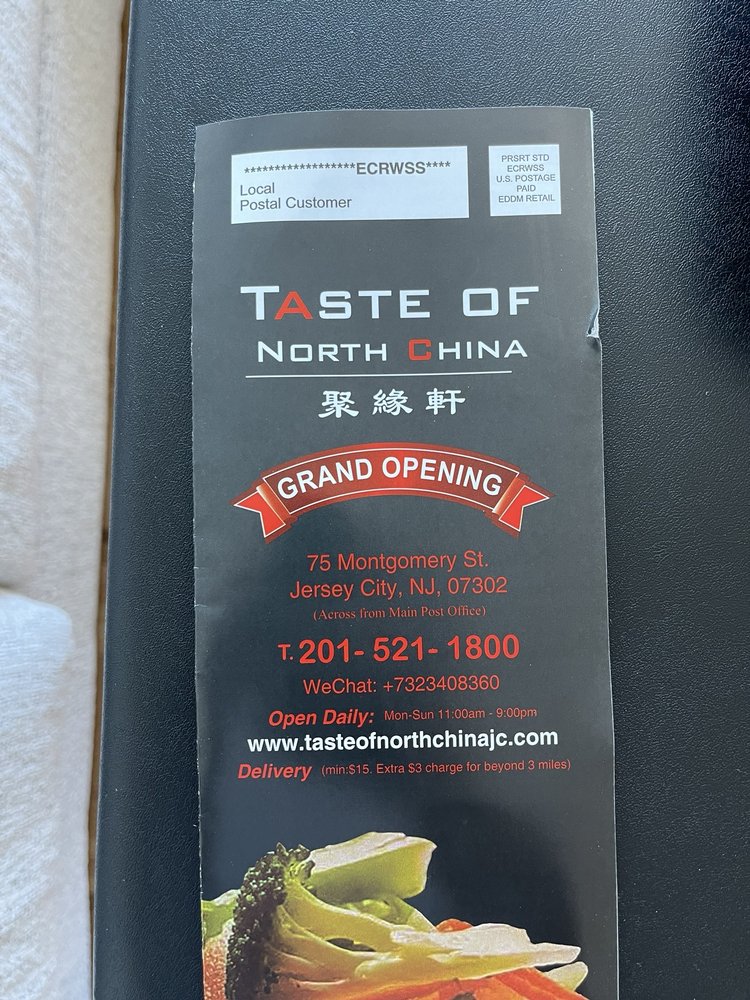 ******************ECRWSS****
Local
Postal Customer
PRSRT STD
ECRWSS
U.S. POSTAGE
PAID
EDDM RETAIL
TASTE OF
NORTH CHINA
聚緣軒
GRAND OPENING
75 Montgomery St.
Jersey City, NJ, 07302
(Across from Main Post Office)
T. 201- 521- 1800
WeChat: +7323408360
Open Daily: Mon-Sun 11:00am - 9:00pm
www.tasteofnorthchinajc.com
Delivery (min:$15. Extra $3 charge for beyond 3 miles)